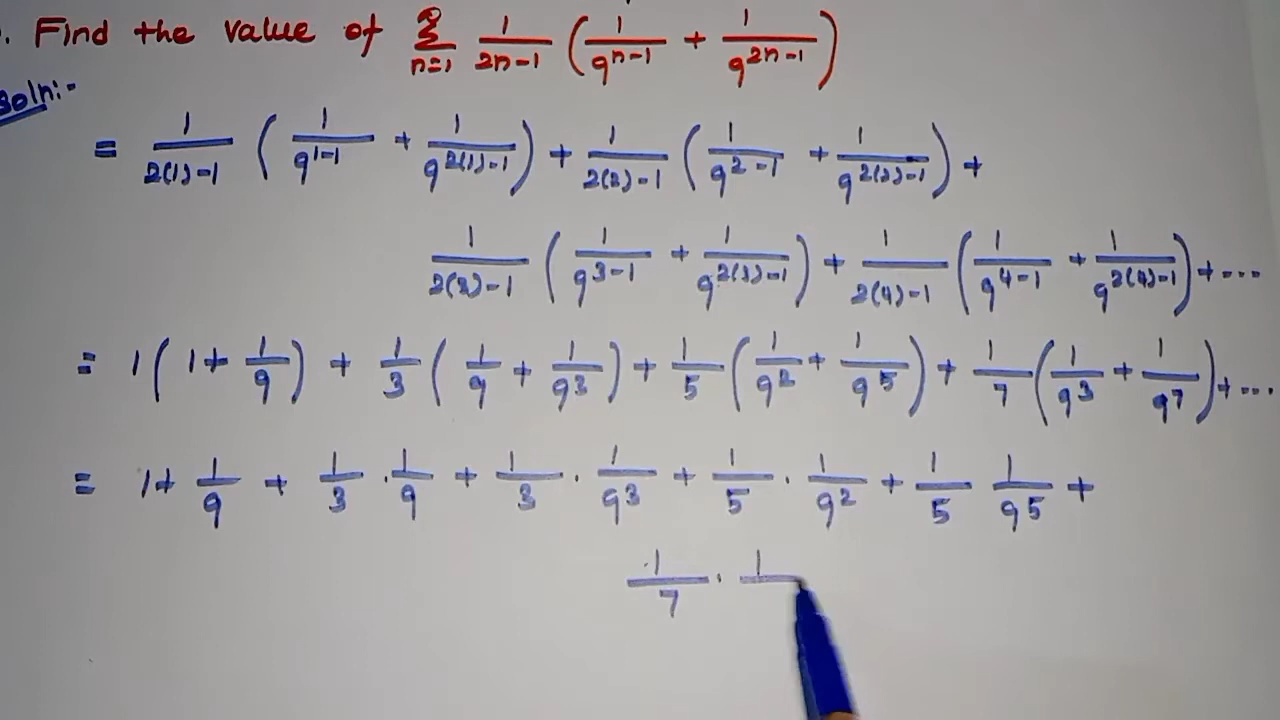 . Find the value of ∞ Σ n=1 1/(2n-1) (1/9^(n-1) + 1/9^(2n-1))
Soln:-
= 1/(2(1)-1) (1/9^(1-1) + 1/9^(2(1)-1)) + 1/(2(2)-1) (1/9^(2-1) + 1/9^(2(2)-1)) +
1/(2(3)-1) (1/9^(3-1) + 1/9^(2(3)-1)) + 1/(2(4)-1) (1/9^(4-1) + 1/9^(2(4)-1)) + ...
= 1(1 + 1/9) + 1/3 (1/9 + 1/9^3) + 1/5 (1/9^2 + 1/9^5) + 1/7 (1/9^3 + 1/9^7) + ...
= 1 + 1/9 + 1/3 · 1/9 + 1/3 · 1/9^3 + 1/5 · 1/9^2 + 1/5 1/9^5 +
1/7 · 1/